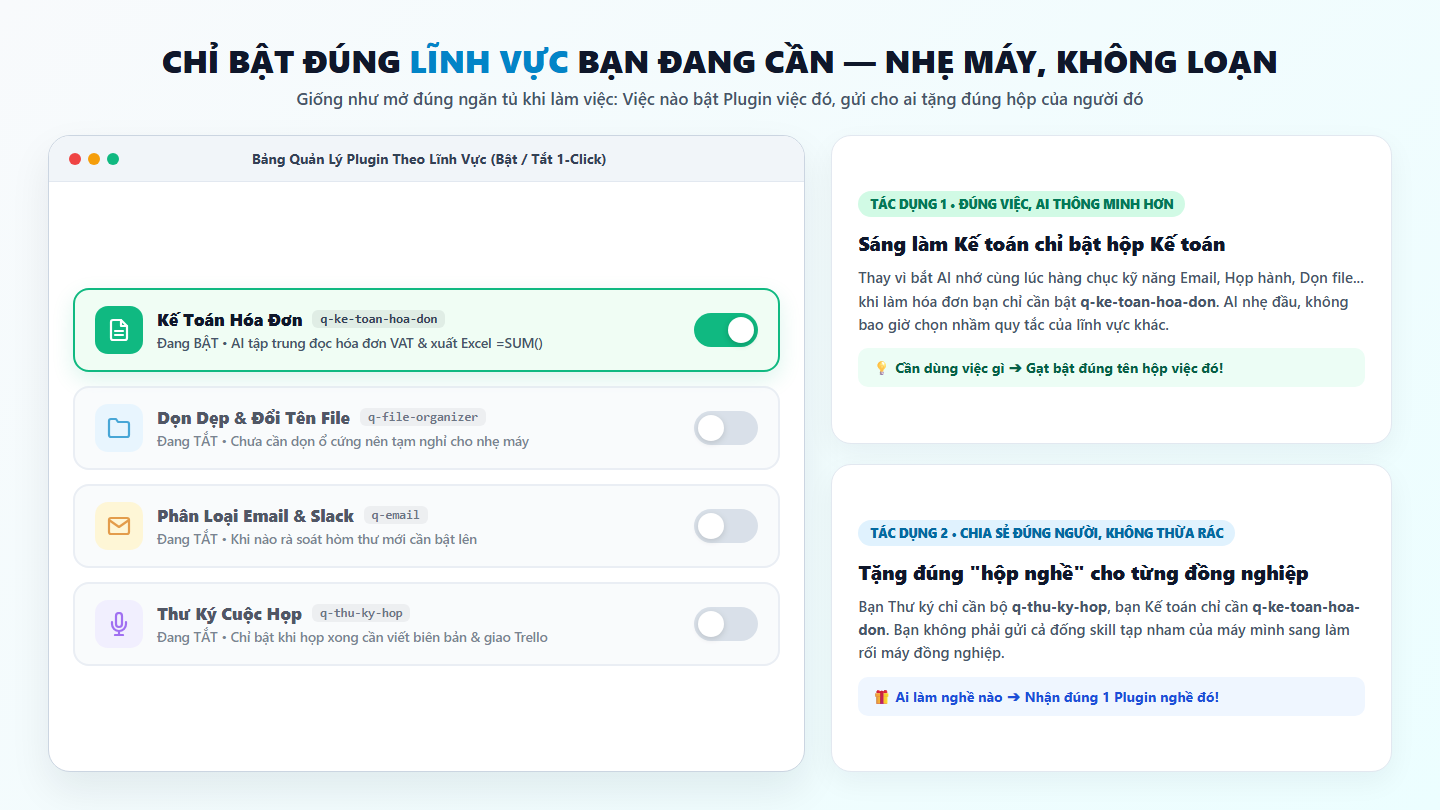 CHỈ BẬT ĐÚNG LĨNH VỰC BẠN ĐANG CẦN — NHẸ MÁY, KHÔNG LOẠN
Giống như mở đúng ngăn tủ khi làm việc: Việc nào bật Plugin việc đó, gửi cho ai tặng đúng hộp của người đó
Bảng Quản Lý Plugin Theo Lĩnh Vực (Bật / Tắt 1-Click)
Kế Toán Hóa Đơn q-ke-toan-hoa-don
Đang BẬT • AI tập trung đọc hóa đơn VAT & xuất Excel =SUM()
Dọn Dẹp & Đổi Tên File q-file-organizer
Đang TẮT • Chưa cần dọn ổ cứng nên tạm nghỉ cho nhẹ máy
Phân Loại Email & Slack q-email
Đang TẮT • Khi nào rà soát hòm thư mới cần bật lên
Thư Ký Cuộc Họp q-thu-ky-hop
Đang TẮT • Chỉ bật khi họp xong cần viết biên bản & giao Trello
TÁC DỤNG 1 • ĐÚNG VIỆC, AI THÔNG MINH HƠN
Sáng làm Kế toán chỉ bật hộp Kế toán
Thay vì bắt AI nhớ cùng lúc hàng chục kỹ năng Email, Họp hành, Dọn file...
khi làm hóa đơn bạn chỉ cần bật q-ke-toan-hoa-don. AI nhẹ đầu, không
bao giờ chọn nhầm quy tắc của lĩnh vực khác.
💡 Cần dùng việc gì ➔ Gạt bật đúng tên hộp việc đó!
TÁC DỤNG 2 • CHIA SẺ ĐÚNG NGƯỜI, KHÔNG THỪA RÁC
Tặng đúng "hộp nghề" cho từng đồng nghiệp
Bạn Thư ký chỉ cần bộ q-thu-ky-hop, bạn Kế toán chỉ cần q-ke-toan-hoa-
don. Bạn không phải gửi cả đống skill tạp nham của máy mình sang làm
rối máy đồng nghiệp.
🎁 Ai làm nghề nào ➔ Nhận đúng 1 Plugin nghề đó!